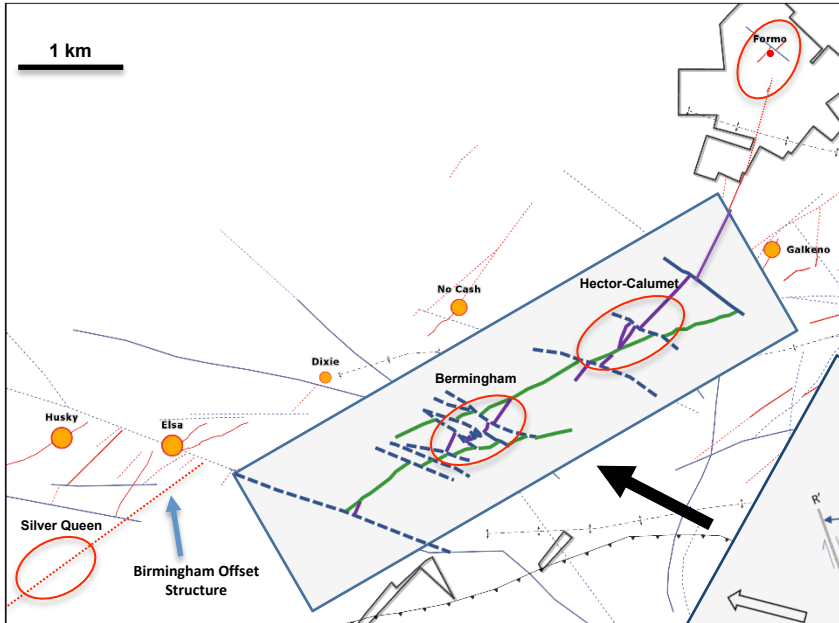 1 km
Formo
Galkeno
Hector-Calumet
No Cash
Dixie
Bermingham
Husky
Elsa
Silver Queen
Birmingham Offset
Structure
R'